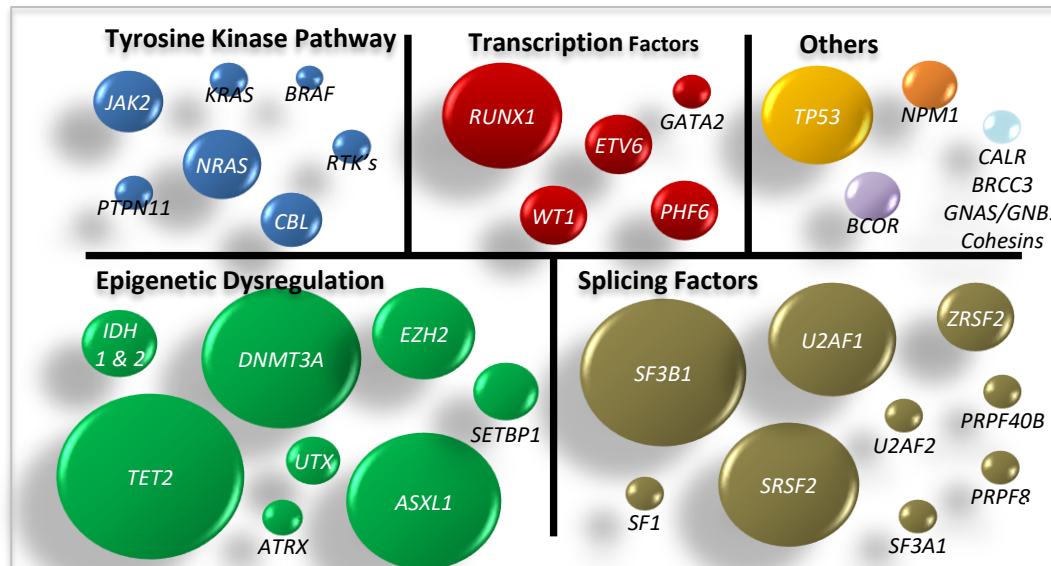 Tyrosine Kinase Pathway
JAK2
KRAS
BRAF
NRAS
RTK's
PTPN11
CBL
Transcription Factors
RUNX1
GATA2
ETV6
WT1
PHF6
Others
TP53
NPM1
CALR
BRCC3
BCOR
Cohesins
Epigenetic Dysregulation
IDH
1 & 2
DNMT3A
EZH2
SETBP1
TET2
UTX
ASXL1
ATRX
Splicing Factors
SF3B1
U2AF1
ZRSF2
PRPF40B
U2AF2
SRSF2
PRPF8
SF1
SF3A1